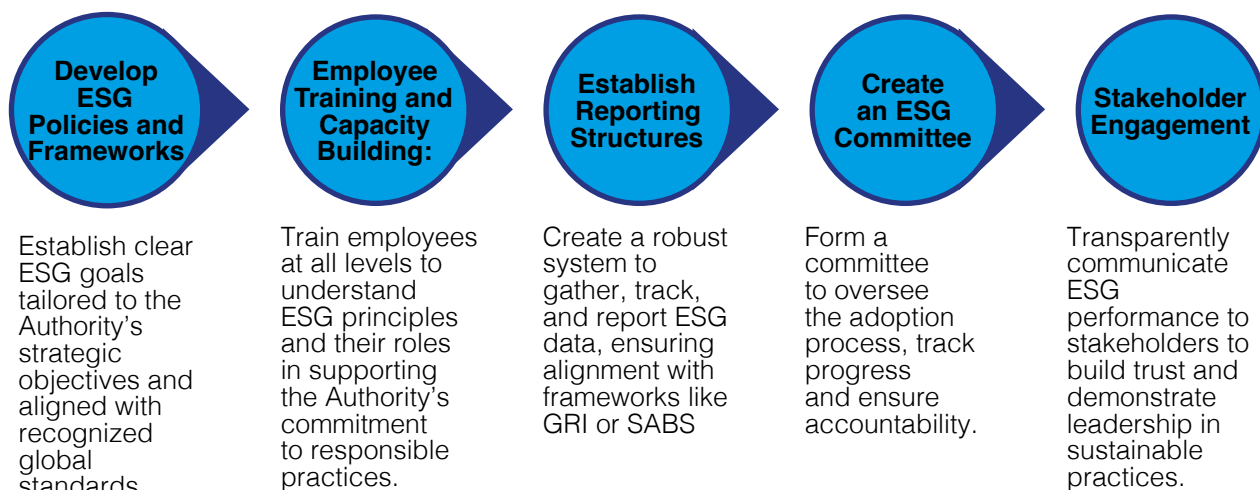 Develop
ESG
Policies and
Frameworks
Establish clear
ESG goals
tailored to the
Authority's
strategic
objectives and
aligned with
recognized
global
standards
Employee
Training and
Capacity
Building:
Train employees
at all levels to
understand
ESG principles
and their roles
in supporting
the Authority's
commitment
to responsible
practices.
Establish
Reporting
Structures
Create a robust
system to
gather, track,
and report ESG
data, ensuring
alignment with
frameworks like
GRI or SABS
Create
an ESG
Committee
Form a
committee
to oversee
the adoption
process, track
progress
and ensure
accountability.
Stakeholder
Engagement
Transparently
communicate
ESG
performance to
stakeholders to
build trust and
demonstrate
leadership in
sustainable
practices.